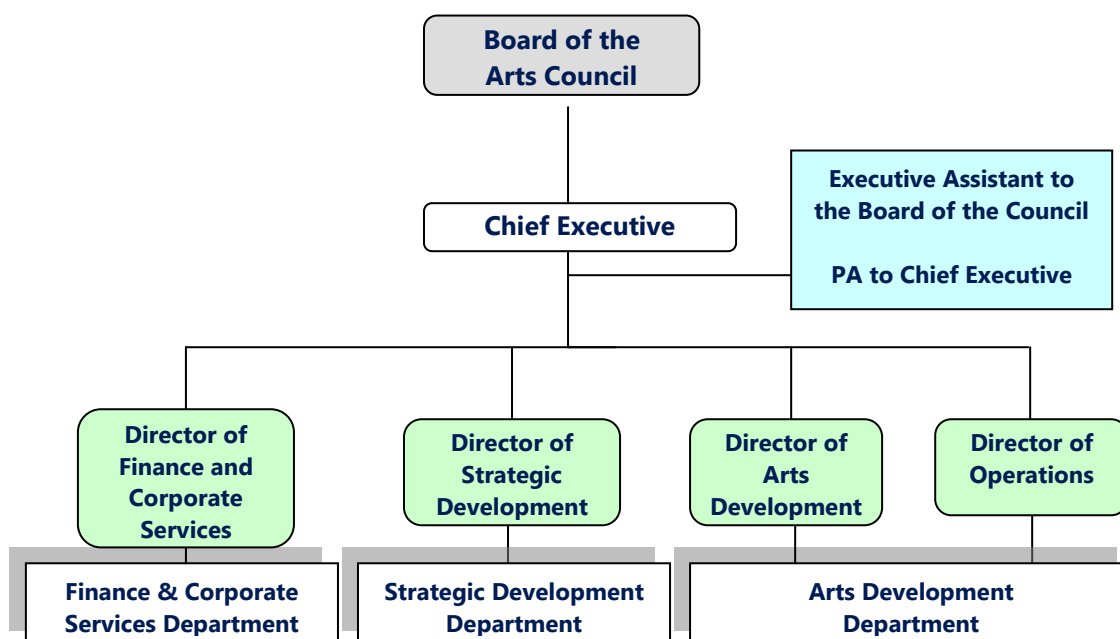 Board of the
Arts Council
Executive Assistant to
the Board of the Council
PA to Chief Executive
Chief Executive
Director of
Finance and
Corporate
Services
Director of
Strategic
Development
Director of
Arts
Development
Director of
Operations
Finance & Corporate
Services Department
Strategic Development
Department
Arts Development
Department